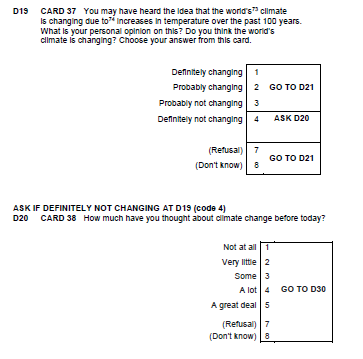 D19 CARD 37 You may have heard the idea that the world's73 climate
is changing due to74 increases in temperature over the past 100 years.
What is your personal opinion on this? Do you think the world's
climate is changing? Choose your answer from this card.
Definitely changing 1
Probably changing 2 GO TO D21
Probably not changing 3
Definitely not changing 4 ASK D20
(Refusal) 7
GO TO D21
(Don't know) 8
ASK IF DEFINITELY NOT CHANGING AT D19 (code 4)
D20 CARD 38 How much have you thought about climate change before today?
Not at all 1
Very little 2
Some 3
A lot 4 GO TO D30
A great deal 5
(Refusal) 7
(Don't know) 8